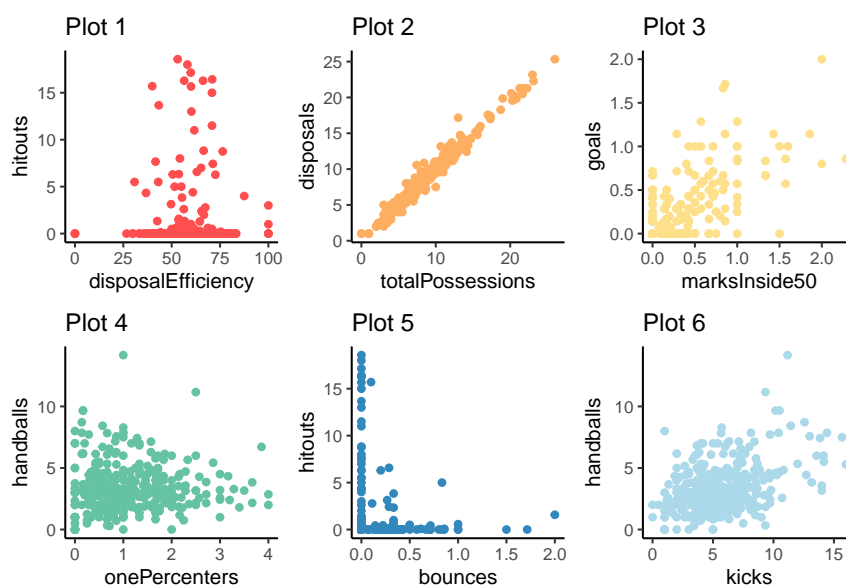 Plot 1
hitouts
15
10
5
0
0 25 50 75 100
disposalEfficiency
Plot 2
disposals
25
20
15
10
5
0
0 10 20
totalPossessions
Plot 3
goals
2.0
1.5
1.0
0.5
0.0
0.0 0.5 1.0 1.5 2.0
marksInside50
Plot 4
handballs
10
5
0
0 1 2 3 4
onePercenters
Plot 5
hitouts
15
10
5
0
0.0 0.5 1.0 1.5 2.0
bounces
Plot 6
handballs
10
5
0
0 5 10 15
kicks